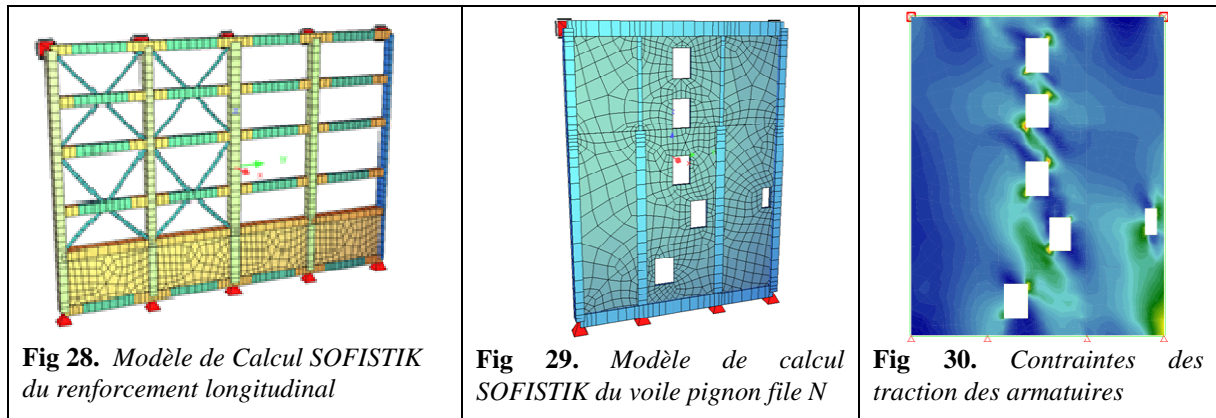 Fig 28. Modèle de Calcul SOFISTIK
du renforcement longitudinal
Fig 29. Modèle de calcul
SOFISTIK du voile pignon file N
Fig 30. Contraintes des
traction des armatuires